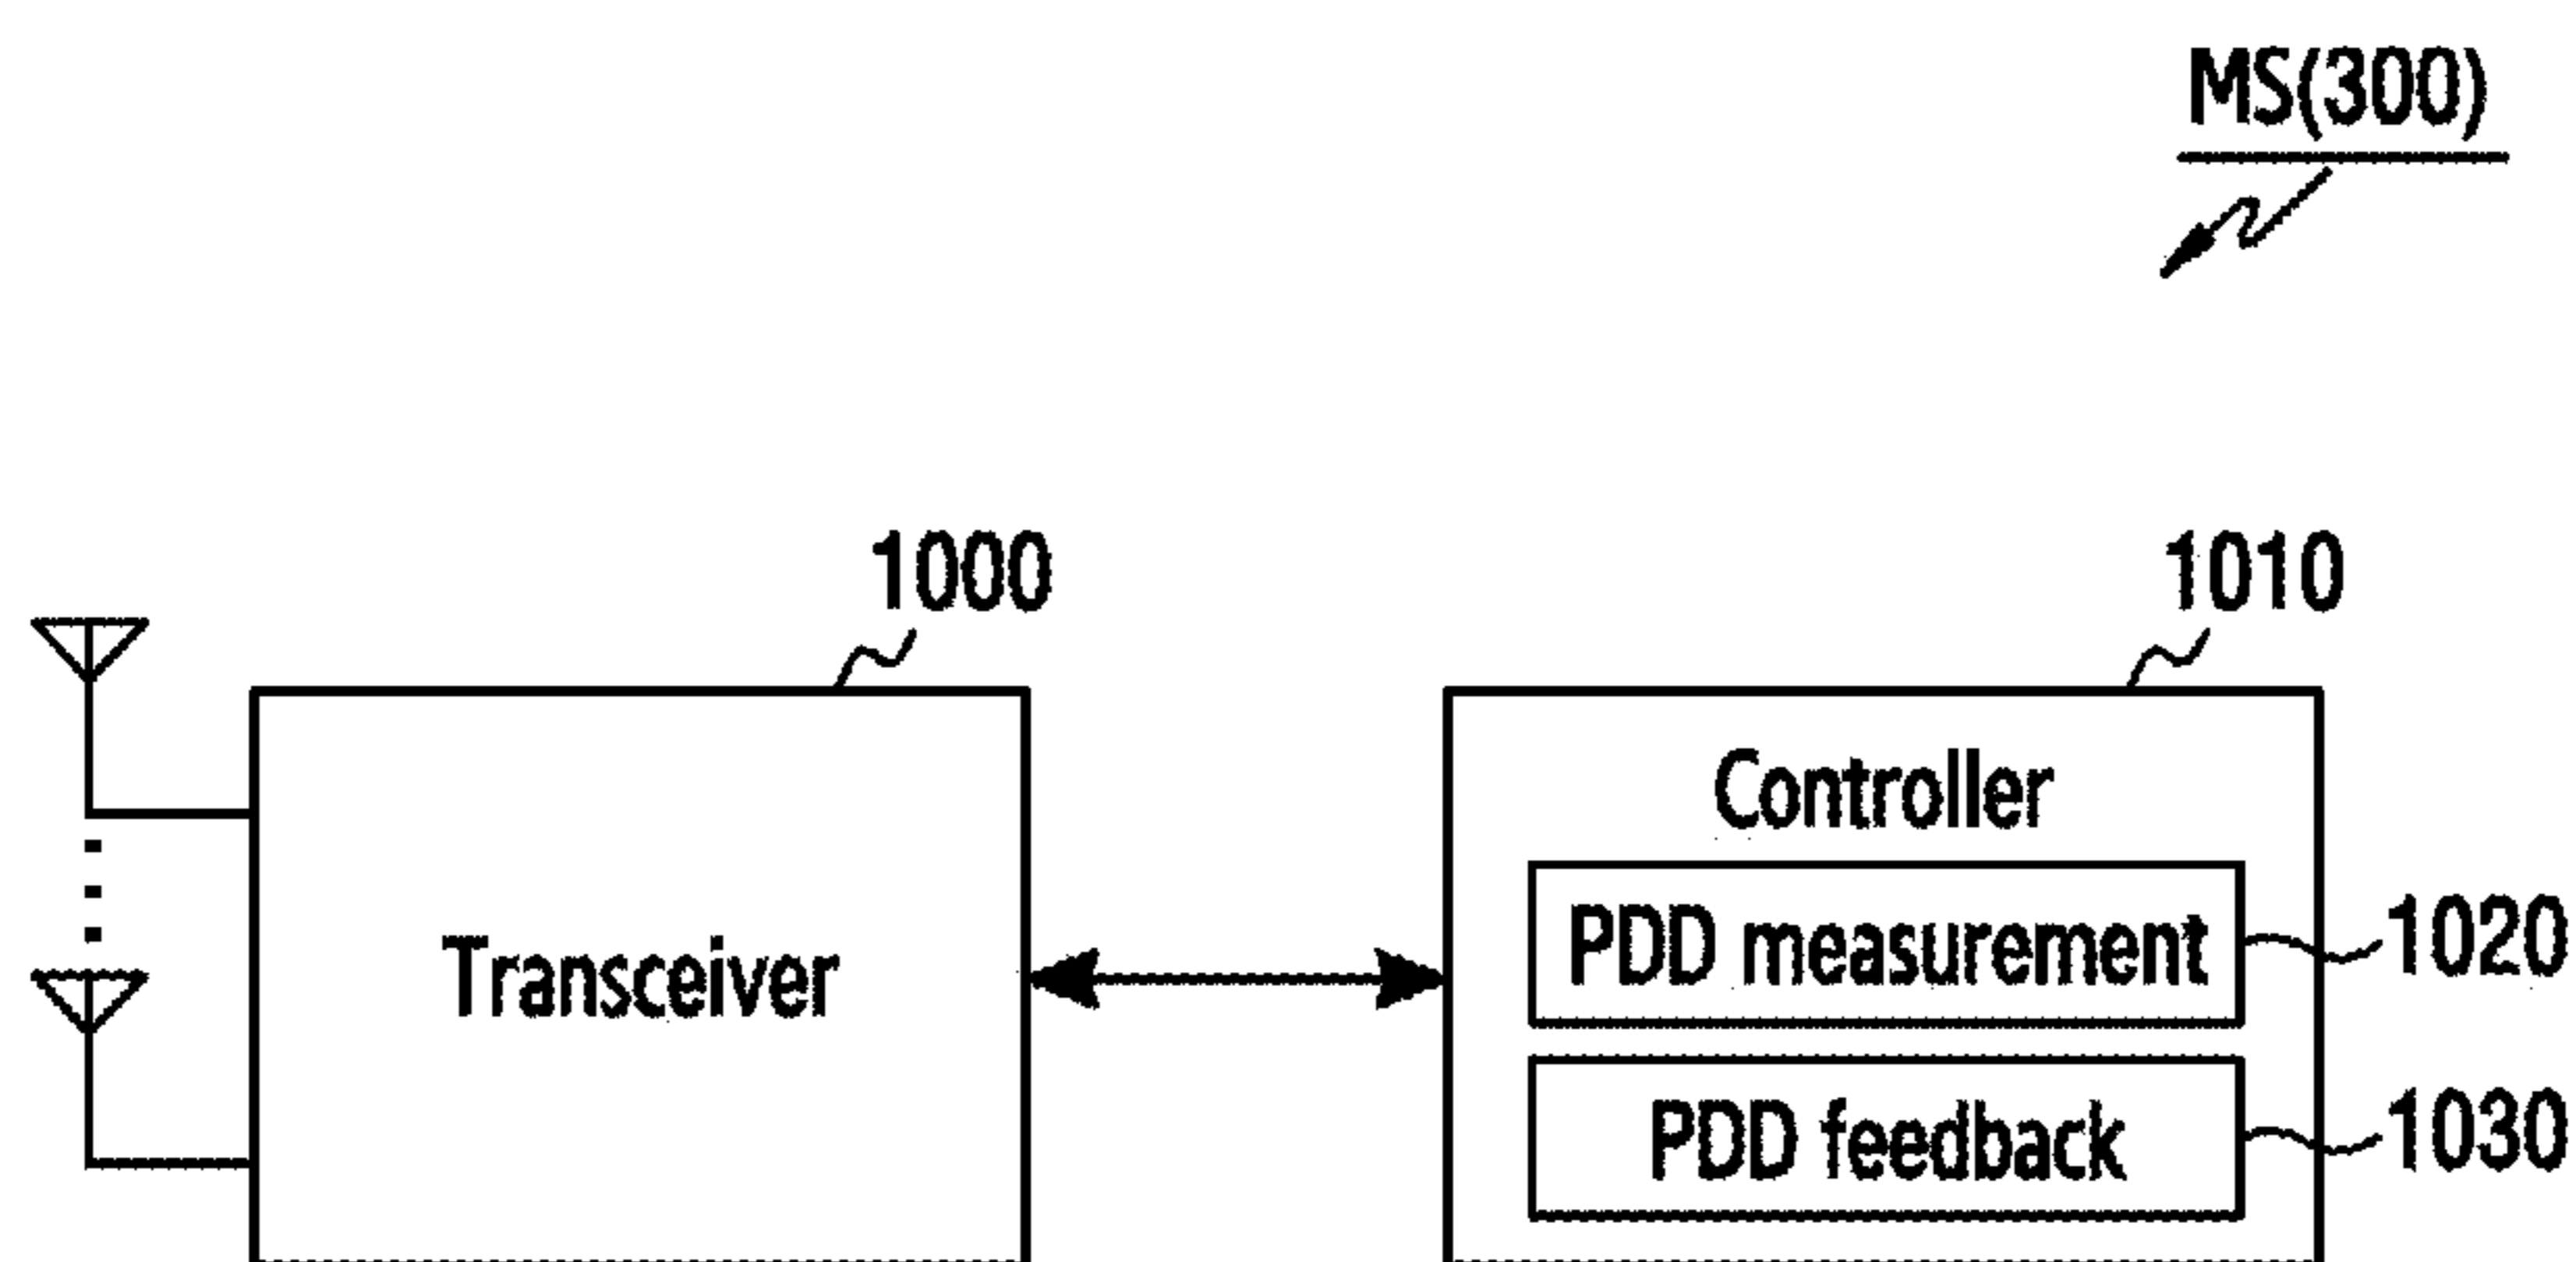 MS(300)
1000
1010
Controller
Transceiver
PDD measurement
1020
PDD feedback
1030